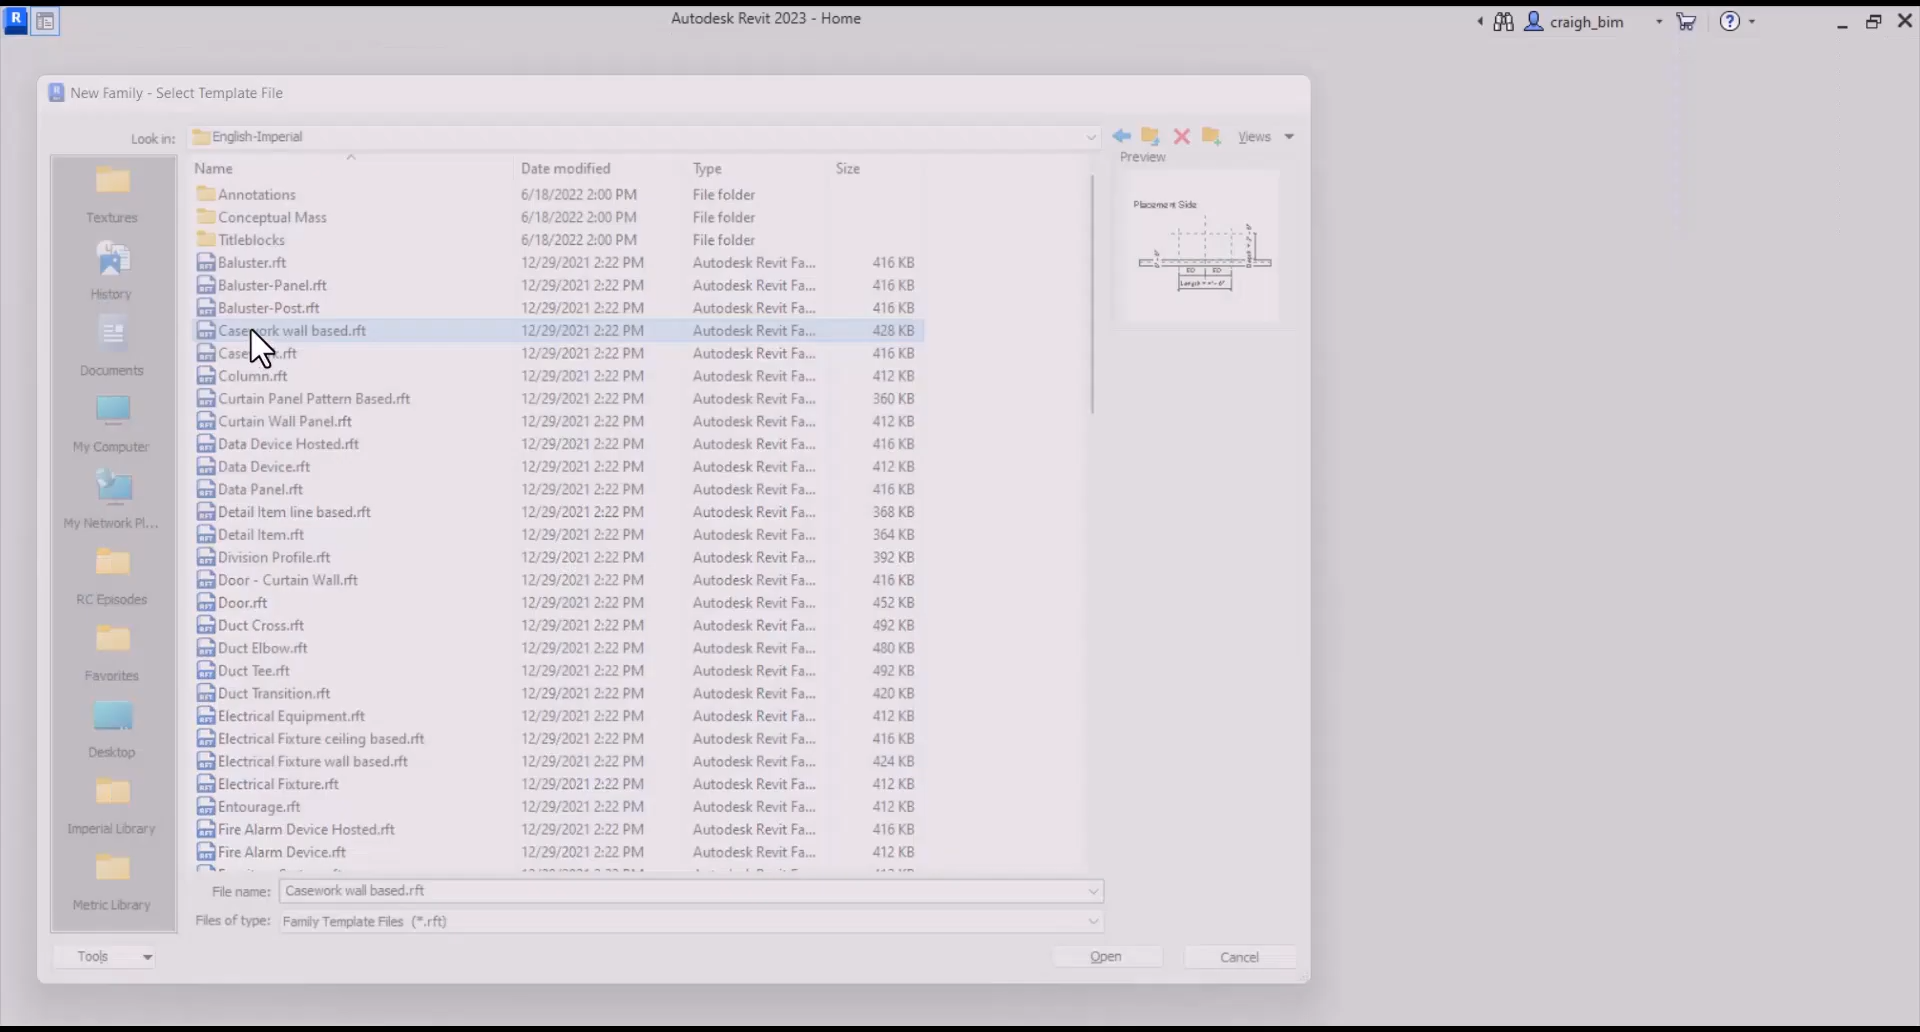 Autodesk Revit 2023 - Home
craigh_bim
New Family - Select Template File
Look in: English-Imperial
Views
Preview
Name Date modified Type Size
Annotations 6/18/2022 2:00 PM File folder
Conceptual Mass 6/18/2022 2:00 PM File folder
Titleblocks 6/18/2022 2:00 PM File folder
Baluster.rft 12/29/2021 2:22 PM Autodesk Revit Fa... 416 KB
Baluster-Panel.rft 12/29/2021 2:22 PM Autodesk Revit Fa... 416 KB
Baluster-Post.rft 12/29/2021 2:22 PM Autodesk Revit Fa... 416 KB
Casework wall based.rft 12/29/2021 2:22 PM Autodesk Revit Fa... 428 KB
Casework.rft 12/29/2021 2:22 PM Autodesk Revit Fa... 416 KB
Column.rft 12/29/2021 2:22 PM Autodesk Revit Fa... 412 KB
Curtain Panel Pattern Based.rft 12/29/2021 2:22 PM Autodesk Revit Fa... 360 KB
Curtain Wall Panel.rft 12/29/2021 2:22 PM Autodesk Revit Fa... 412 KB
Data Device Hosted.rft 12/29/2021 2:22 PM Autodesk Revit Fa... 416 KB
Data Device.rft 12/29/2021 2:22 PM Autodesk Revit Fa... 412 KB
Data Panel.rft 12/29/2021 2:22 PM Autodesk Revit Fa... 416 KB
Detail Item line based.rft 12/29/2021 2:22 PM Autodesk Revit Fa... 368 KB
Detail Item.rft 12/29/2021 2:22 PM Autodesk Revit Fa... 364 KB
Division Profile.rft 12/29/2021 2:22 PM Autodesk Revit Fa... 392 KB
Door - Curtain Wall.rft 12/29/2021 2:22 PM Autodesk Revit Fa... 416 KB
Door.rft 12/29/2021 2:22 PM Autodesk Revit Fa... 452 KB
Duct Cross.rft 12/29/2021 2:22 PM Autodesk Revit Fa... 492 KB
Duct Elbow.rft 12/29/2021 2:22 PM Autodesk Revit Fa... 480 KB
Duct Tee.rft 12/29/2021 2:22 PM Autodesk Revit Fa... 492 KB
Duct Transition.rft 12/29/2021 2:22 PM Autodesk Revit Fa... 420 KB
Electrical Equipment.rft 12/29/2021 2:22 PM Autodesk Revit Fa... 412 KB
Electrical Fixture ceiling based.rft 12/29/2021 2:22 PM Autodesk Revit Fa... 416 KB
Electrical Fixture wall based.rft 12/29/2021 2:22 PM Autodesk Revit Fa... 424 KB
Electrical Fixture.rft 12/29/2021 2:22 PM Autodesk Revit Fa... 412 KB
Entourage.rft 12/29/2021 2:22 PM Autodesk Revit Fa... 412 KB
Fire Alarm Device Hosted.rft 12/29/2021 2:22 PM Autodesk Revit Fa... 416 KB
Fire Alarm Device.rft 12/29/2021 2:22 PM Autodesk Revit Fa... 412 KB
Textures
History
Documents
My Computer
My Network Pl...
RC Episodes
Favorites
Desktop
Imperial Library
Metric Library
Placement Side
EQ EQ
File name: Casework wall based.rft
Files of type: Family Template Files (*.rft)
Tools
Open
Cancel